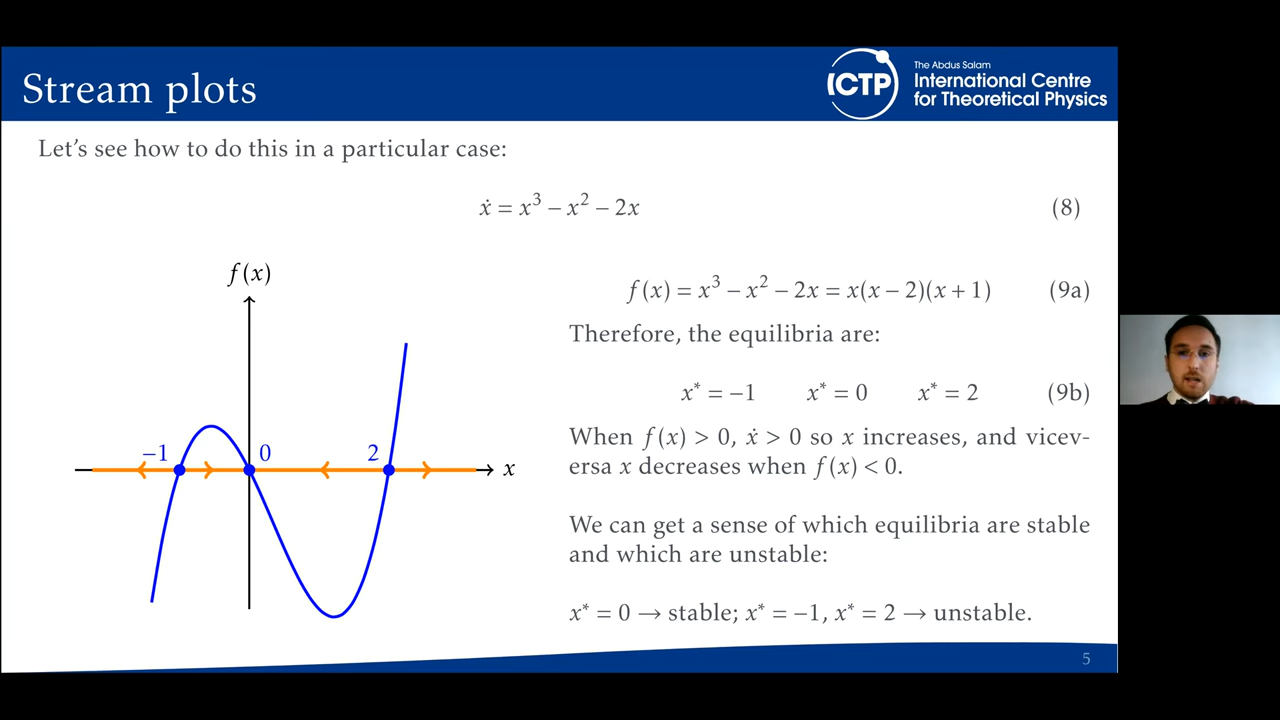 Stream plots
ICTP
The Abdus Salam
International Centre
for Theoretical Physics
Let's see how to do this in a particular case:
ẋ = x³ − x² − 2x (8)
f(x)
−1 0 2 x
f(x) = x³ − x² − 2x = x(x − 2)(x + 1) (9a)
Therefore, the equilibria are:
x* = −1 x* = 0 x* = 2 (9b)
When f(x) > 0, ẋ > 0 so x increases, and vicev-
ersa x decreases when f(x) < 0.
We can get a sense of which equilibria are stable
and which are unstable:
x* = 0 → stable; x* = −1, x* = 2 → unstable.
5